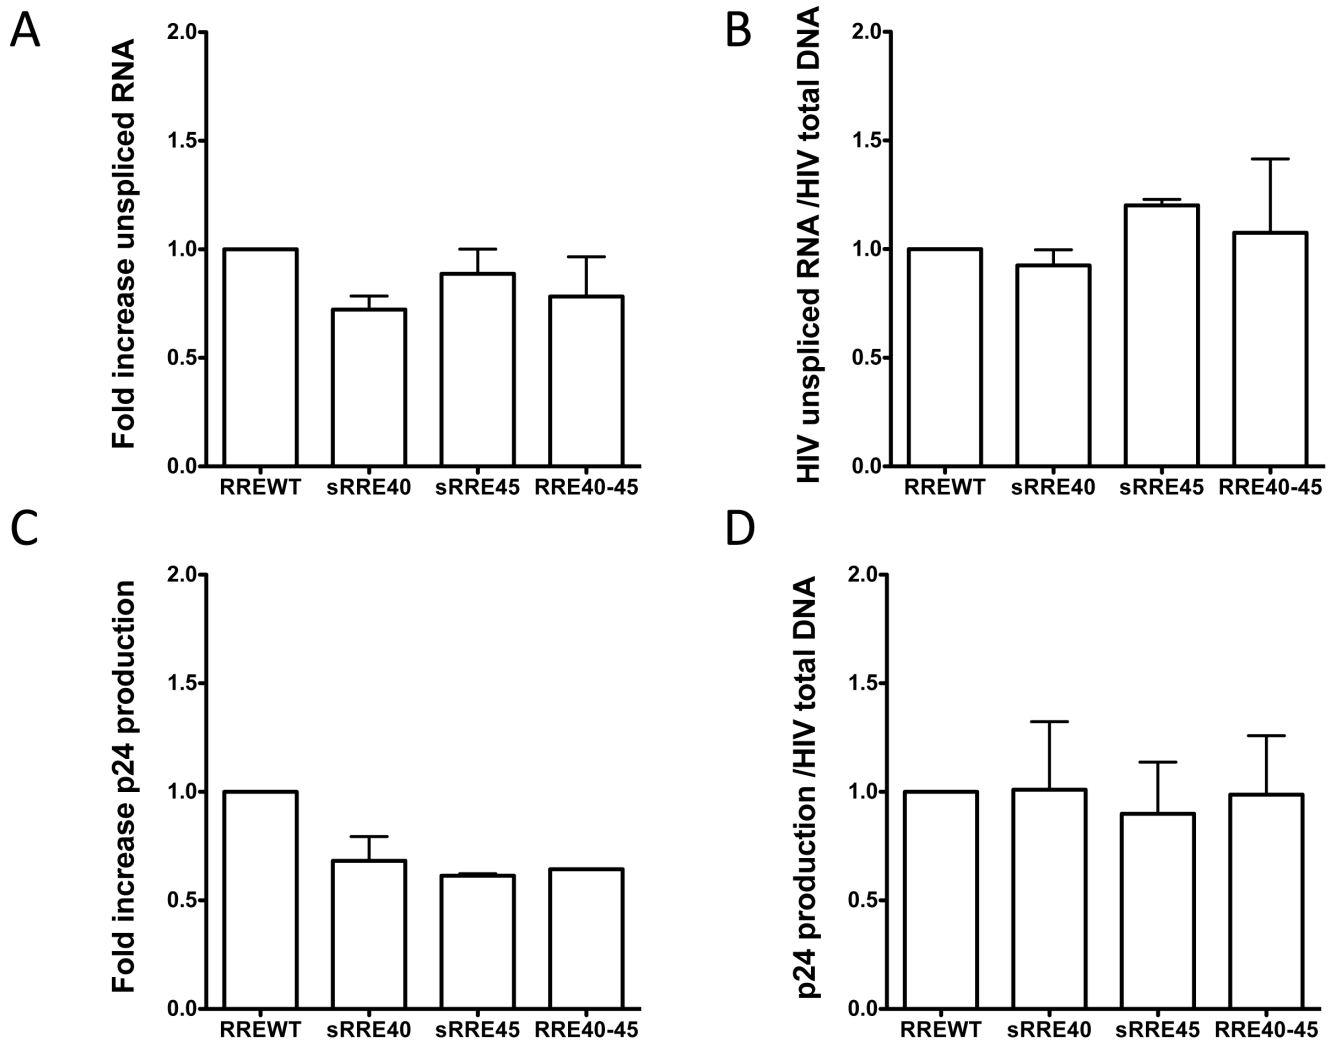 A
Fold increase unspliced RNA
2.0
1.5
1.0
0.5
0.0
RREWT sRRE40 sRRE45 RRE40-45
B
HIV unspliced RNA /HIV total DNA
2.0
1.5
1.0
0.5
0.0
RREWT sRRE40 sRRE45 RRE40-45
C
Fold increase p24 production
2.0
1.5
1.0
0.5
0.0
RREWT sRRE40 sRRE45 RRE40-45
D
p24 production /HIV total DNA
2.0
1.5
1.0
0.5
0.0
RREWT sRRE40 sRRE45 RRE40-45